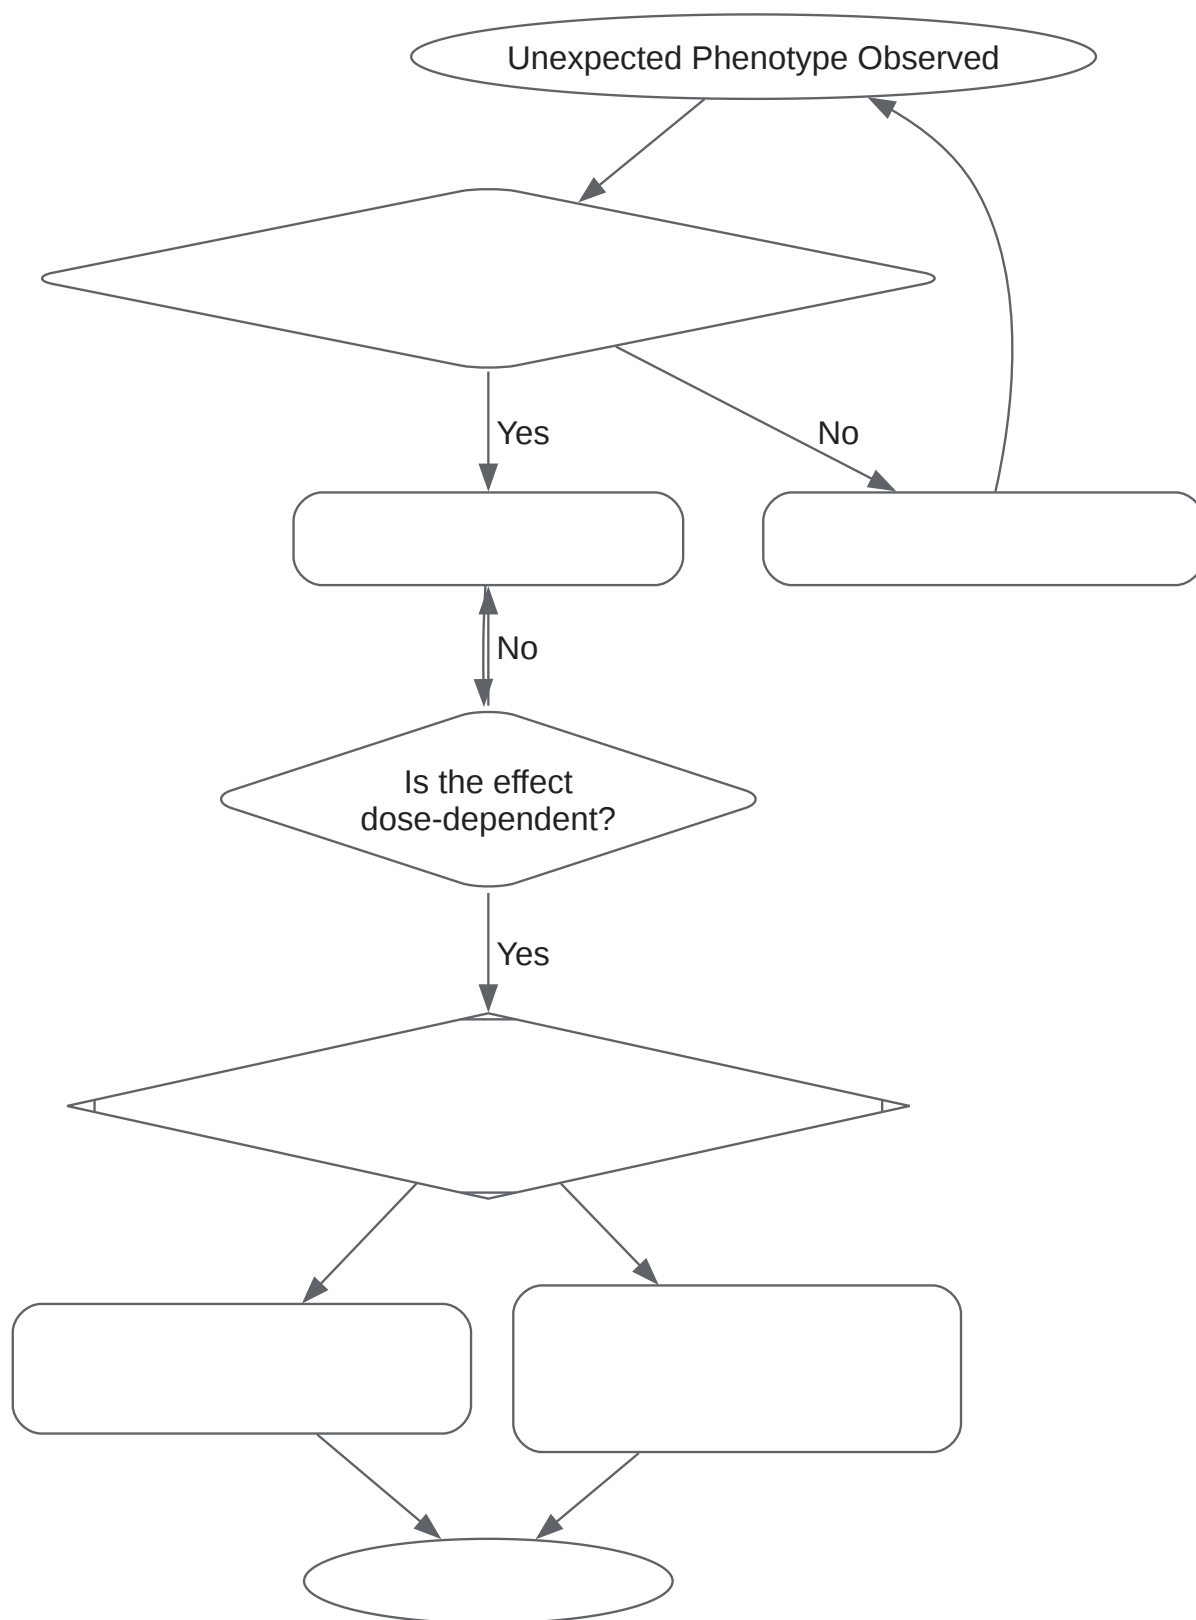 Unexpected Phenotype Observed
Yes
No
No
Is the effect
dose-dependent?
Yes